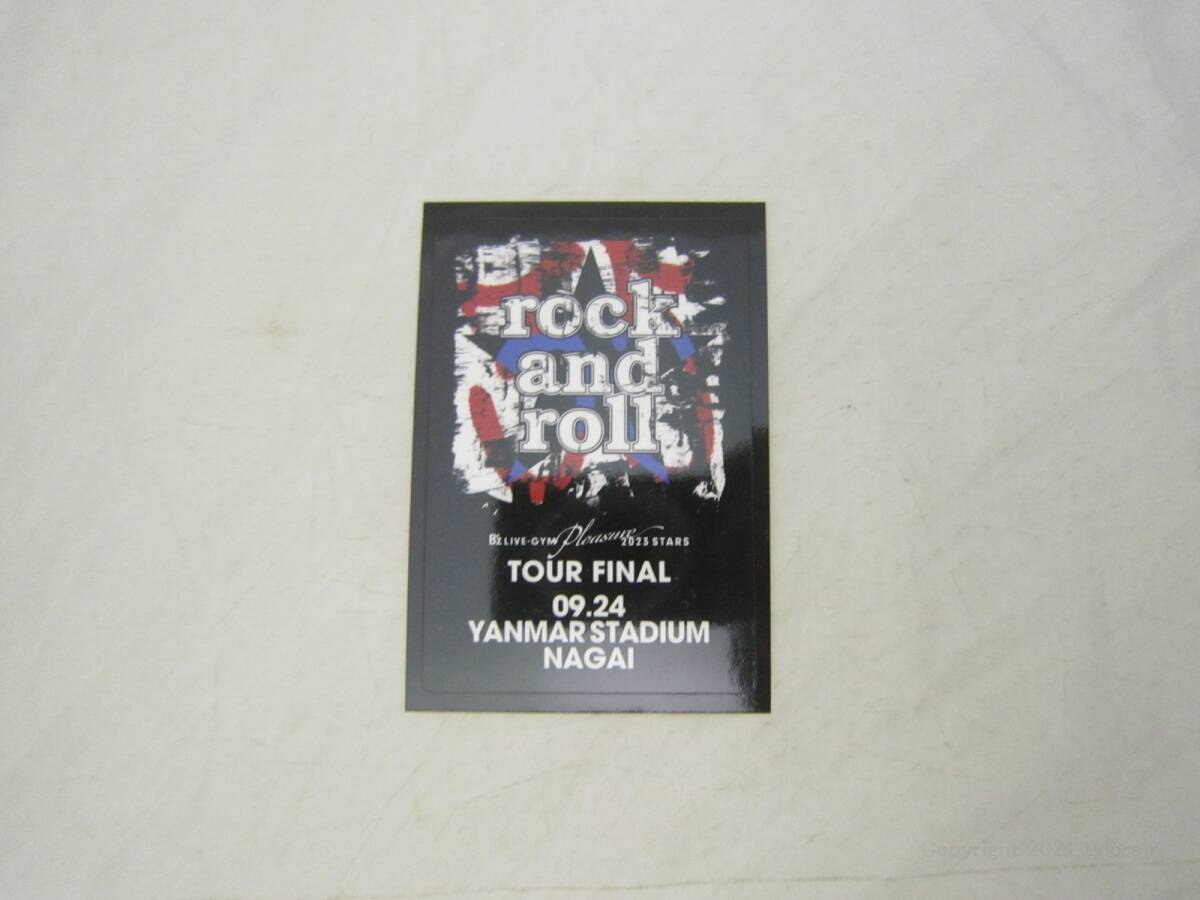 rock
and
roll
B'z LIVE-GYM Pleasure 2023 STARS
TOUR FINAL
09.24
YANMAR STADIUM
NAGAI